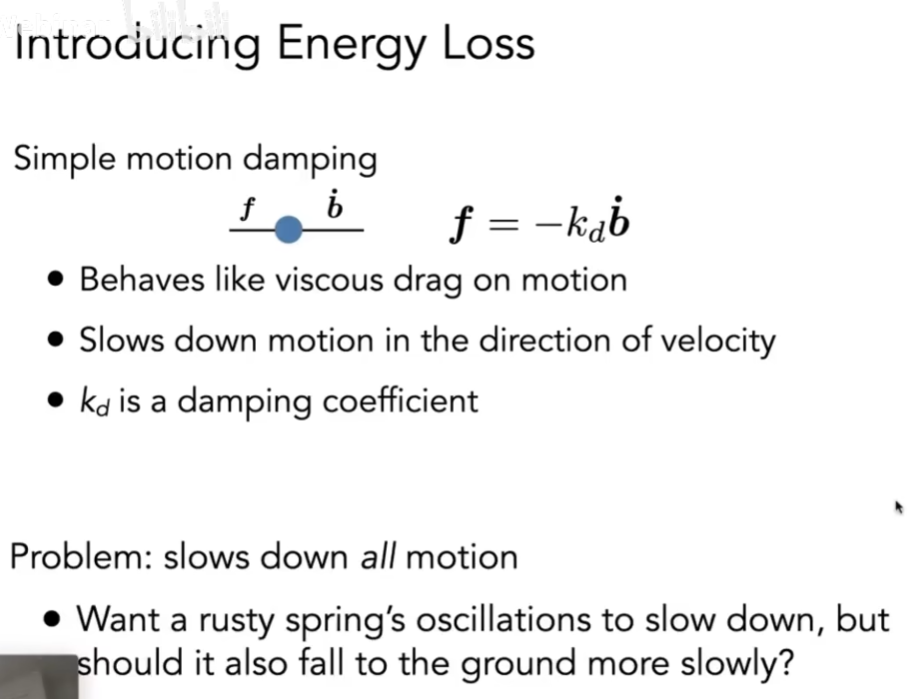 Introducing Energy Loss
Simple motion damping
f ḃ f = −k_d ḃ
• Behaves like viscous drag on motion
• Slows down motion in the direction of velocity
• k_d is a damping coefficient
Problem: slows down all motion
• Want a rusty spring's oscillations to slow down, but
should it also fall to the ground more slowly?